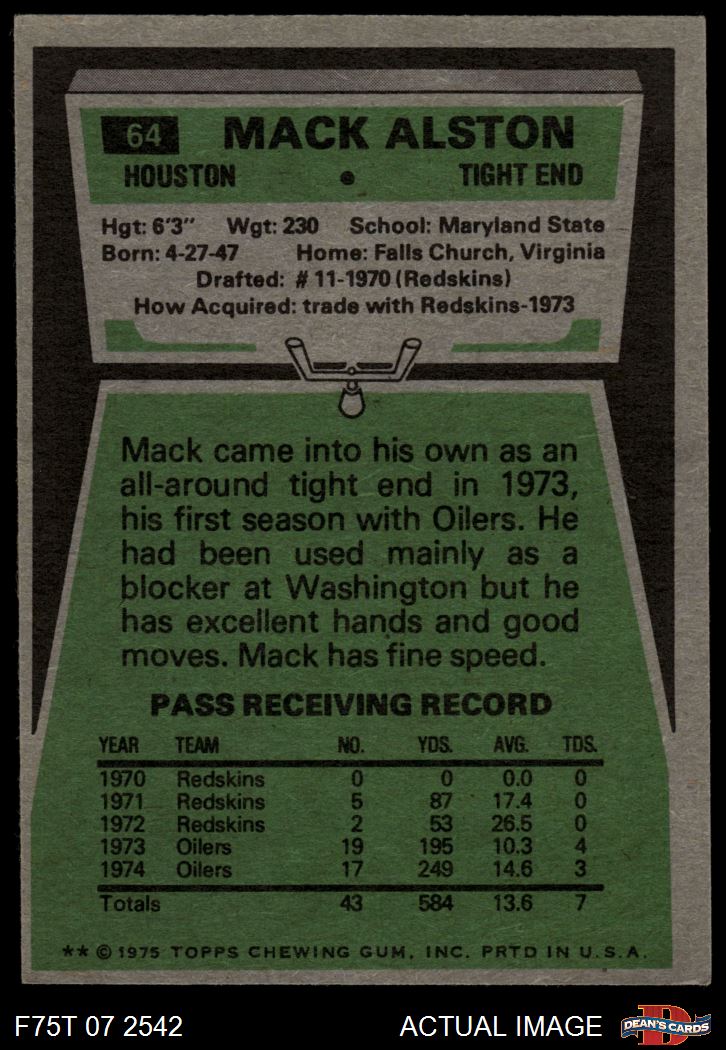 64 MACK ALSTON
HOUSTON • TIGHT END
Hgt: 6'3" Wgt: 230 School: Maryland State
Born: 4-27-47 Home: Falls Church, Virginia
Drafted: # 11-1970 (Redskins)
How Acquired: trade with Redskins-1973
Mack came into his own as an
all-around tight end in 1973,
his first season with Oilers. He
had been used mainly as a
blocker at Washington but he
has excellent hands and good
moves. Mack has fine speed.
PASS RECEIVING RECORD
YEAR TEAM NO. YDS. AVG. TDS.
1970 Redskins 0 0 0.0 0
1971 Redskins 5 87 17.4 0
1972 Redskins 2 53 26.5 0
1973 Oilers 19 195 10.3 4
1974 Oilers 17 249 14.6 3
Totals 43 584 13.6 7
** © 1975 TOPPS CHEWING GUM, INC. PRTD IN U.S.A.
F75T 07 2542 ACTUAL IMAGE D DEAN'S CARDS